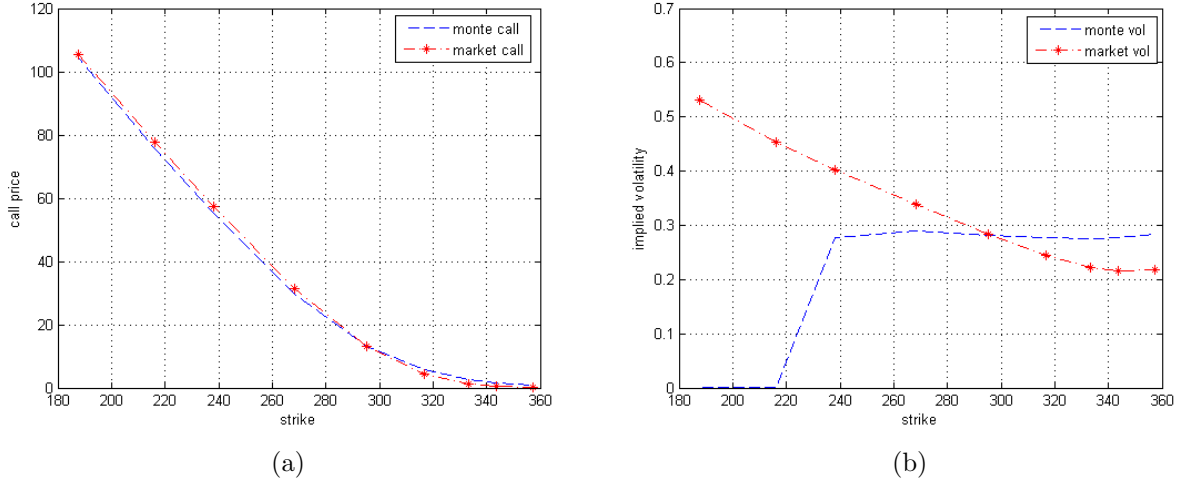 120
100
80
60
40
20
0
180 200 220 240 260 280 300 320 340 360
strike
call price
monte call
market call
(a)
0.7
0.6
0.5
0.4
0.3
0.2
0.1
0
180 200 220 240 260 280 300 320 340 360
strike
implied volatility
monte vol
market vol
(b)